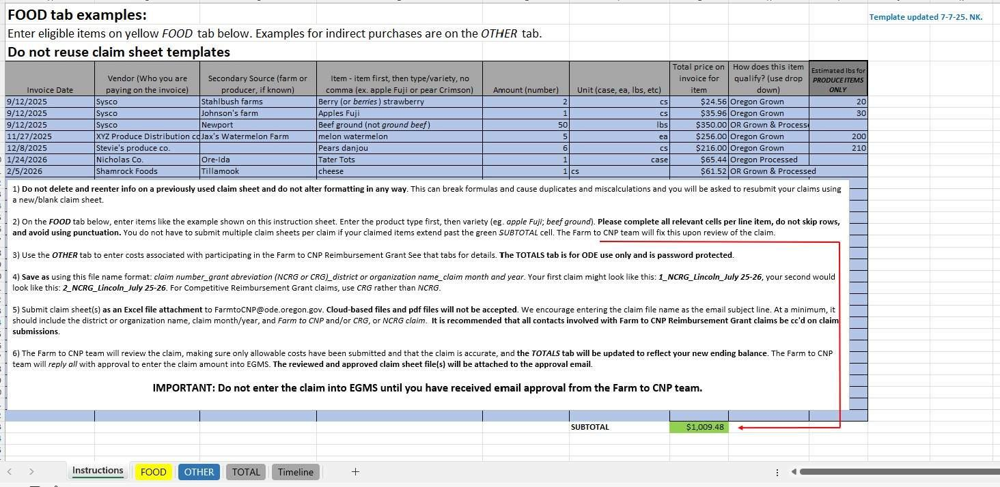 FOOD tab examples:
Template updated 7-7-25. NK.
Enter eligible items on yellow FOOD tab below. Examples for indirect purchases are on the OTHER tab.
Do not reuse claim sheet templates
Invoice Date | Vendor (Who you are paying on the invoice) | Secondary Source (farm or producer, if known) | Item - item first, then type/variety, no comma (ex. apple Fuji or pear Crimson) | Amount (number) | Unit (case, ea, lbs, etc) | Total price on invoice for item | How does this item qualify? (use drop down) | Estimated lbs for PRODUCE ITEMS ONLY
9/12/2025 | Sysco | Stahlbush farms | Berry (or berries) strawberry | 2 | cs | $24.56 | Oregon Grown | 20
9/12/2025 | Sysco | Johnson's farm | Apples Fuji | 1 | cs | $35.96 | Oregon Grown | 30
9/12/2025 | Sysco | Newport | Beef ground (not ground beef) | 50 | lbs | $350.00 | OR Grown & Process
11/27/2025 | XYZ Produce Distribution co | Jax's Watermelon Farm | melon watermelon | 5 | ea | $256.00 | Oregon Grown | 200
12/8/2025 | Stevie's produce co. | Pears danjou | 6 | cs | $216.00 | Oregon Grown | 210
1/24/2026 | Nicholas Co. | Ore-Ida | Tater Tots | 1 | case | $65.44 | Oregon Processed
2/5/2026 | Shamrock Foods | Tillamook | cheese | 1 | cs | $61.52 | OR Grown & Processed
1) Do not delete and reenter info on a previously used claim sheet and do not alter formatting in any way. This can break formulas and cause duplicates and miscalculations and you will be asked to resubmit your claims using
a new/blank claim sheet.
2) On the FOOD tab below, enter items like the example shown on this instruction sheet. Enter the product type first, then variety (eg. apple Fuji; beef ground). Please complete all relevant cells per line item, do not skip rows,
and avoid using punctuation. You do not have to submit multiple claim sheets per claim if your claimed items extend past the green SUBTOTAL cell. The Farm to CNP team will fix this upon review of the claim.
3) Use the OTHER tab to enter costs associated with participating in the Farm to CNP Reimbursement Grant See that tabs for details. The TOTALS tab is for ODE use only and is password protected.
4) Save as using this file name format: claim number_grant abreviation (NCRG or CRG)_district or organization name_claim month and year. Your first claim might look like this: 1_NCRG_Lincoln_July 25-26, your second would
look like this: 2_NCRG_Lincoln_July 25-26. For Competitive Reimbursement Grant claims, use CRG rather than NCRG.
5) Submit claim sheet(s) as an Excel file attachment to FarmtoCNP@ode.oregon.gov. Cloud-based files and pdf files will not be accepted. We encourage entering the claim file name as the email subject line. At a minimum, it
should include the district or organization name, claim month/year, and Farm to CNP and/or CRG, or NCRG claim. It is recommended that all contacts involved with Farm to CNP Reimbursement Grant claims be cc'd on claim
submissions.
6) The Farm to CNP team will review the claim, making sure only allowable costs have been submitted and that the claim is accurate, and the TOTALS tab will be updated to reflect your new ending balance. The Farm to CNP
team will reply all with approval to enter the claim amount into EGMS. The reviewed and approved claim sheet file(s) will be attached to the approval email.
IMPORTANT: Do not enter the claim into EGMS until you have received email approval from the Farm to CNP team.
SUBTOTAL $1,009.48
Instructions FOOD OTHER TOTAL Timeline